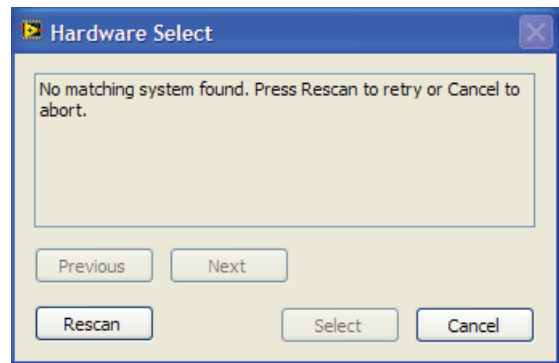 Hardware Select
No matching system found. Press Rescan to retry or Cancel to
abort.
Previous
Next
Rescan
Select
Cancel